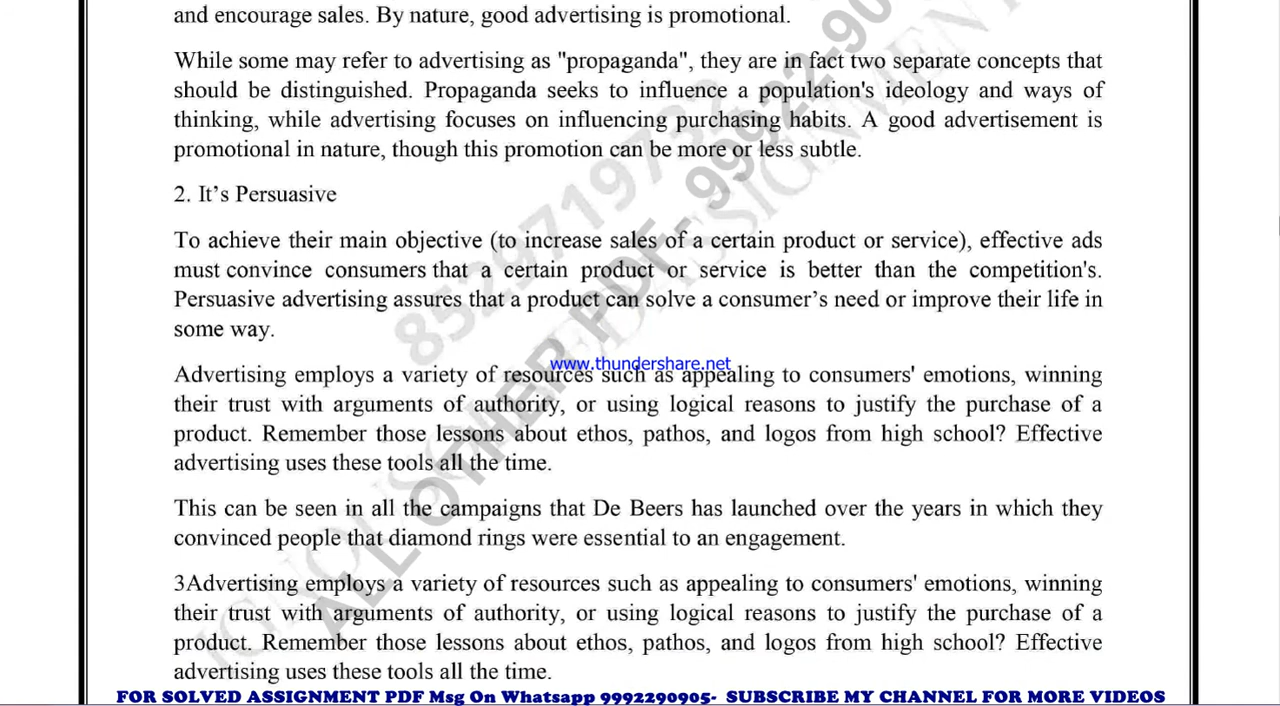 and encourage sales. By nature, good advertising is promotional.
While some may refer to advertising as "propaganda", they are in fact two separate concepts that
should be distinguished. Propaganda seeks to influence a population's ideology and ways of
thinking, while advertising focuses on influencing purchasing habits. A good advertisement is
promotional in nature, though this promotion can be more or less subtle.
2. It’s Persuasive
To achieve their main objective (to increase sales of a certain product or service), effective ads
must convince consumers that a certain product or service is better than the competition's.
Persuasive advertising assures that a product can solve a consumer’s need or improve their life in
some way.
www.thundershare.net
Advertising employs a variety of resources such as appealing to consumers' emotions, winning
their trust with arguments of authority, or using logical reasons to justify the purchase of a
product. Remember those lessons about ethos, pathos, and logos from high school? Effective
advertising uses these tools all the time.
This can be seen in all the campaigns that De Beers has launched over the years in which they
convinced people that diamond rings were essential to an engagement.
3Advertising employs a variety of resources such as appealing to consumers' emotions, winning
their trust with arguments of authority, or using logical reasons to justify the purchase of a
product. Remember those lessons about ethos, pathos, and logos from high school? Effective
advertising uses these tools all the time.
FOR SOLVED ASSIGNMENT PDF Msg On Whatsapp 9992290905- SUBSCRIBE MY CHANNEL FOR MORE VIDEOS
ALL OTHER PDF- 99922-90